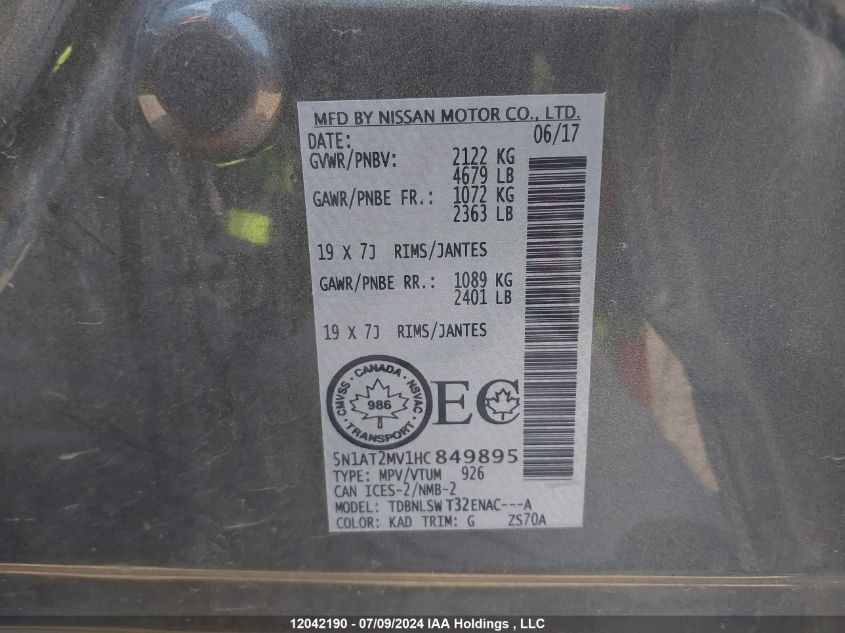 MFD BY NISSAN MOTOR CO., LTD.
DATE: 06/17
GVWR/PNBV: 2122 KG
4679 LB
GAWR/PNBE FR.: 1072 KG
2363 LB
19 X 7J RIMS/JANTES
GAWR/PNBE RR.: 1089 KG
2401 LB
19 X 7J RIMS/JANTES
CMVSS · CANADA · NSVAC
986
· TRANSPORT ·
EC
5N1AT2MV1HC849895
TYPE: MPV/VTUM 926
CAN ICES-2/NMB-2
MODEL: TDBNLSW T32ENAC---A
COLOR: KAD TRIM: G ZS70A
12042190 - 07/09/2024 IAA Holdings , LLC